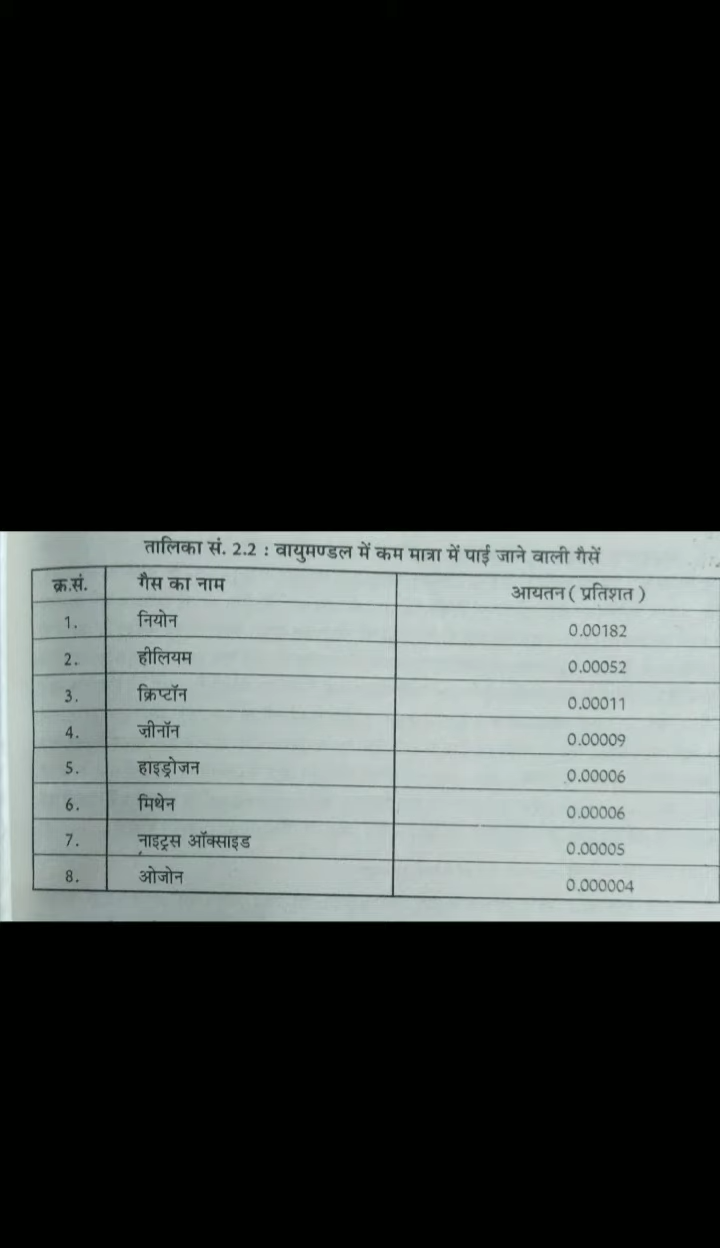 तालिका सं. 2.2 : वायुमण्डल में कम मात्रा में पाई जाने वाली गैसें
क्र.सं. गैस का नाम आयतन ( प्रतिशत )
1. नियोन 0.00182
2. हीलियम 0.00052
3. क्रिप्टॉन 0.00011
4. ज़ीनॉन 0.00009
5. हाइड्रोजन 0.00006
6. मिथेन 0.00006
7. नाइट्रस ऑक्साइड 0.00005
8. ओजोन 0.000004